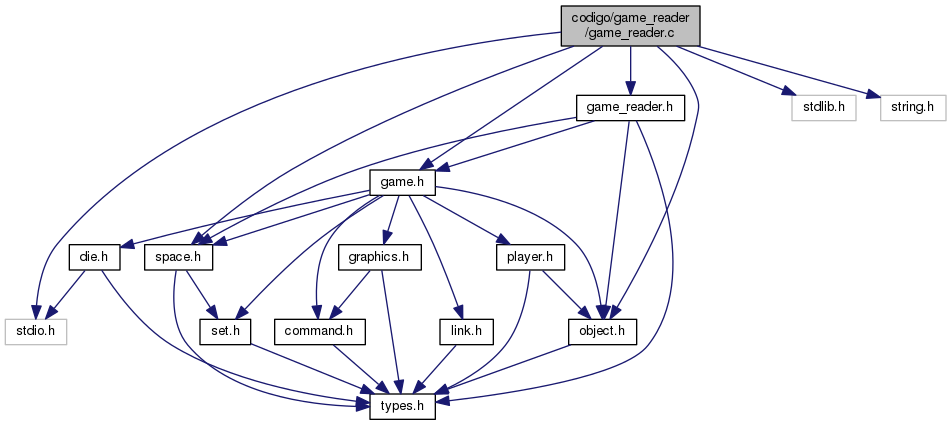 codigo/game_reader
/game_reader.c
game_reader.h
stdlib.h
string.h
game.h
die.h
space.h
graphics.h
player.h
stdio.h
set.h
command.h
link.h
object.h
types.h